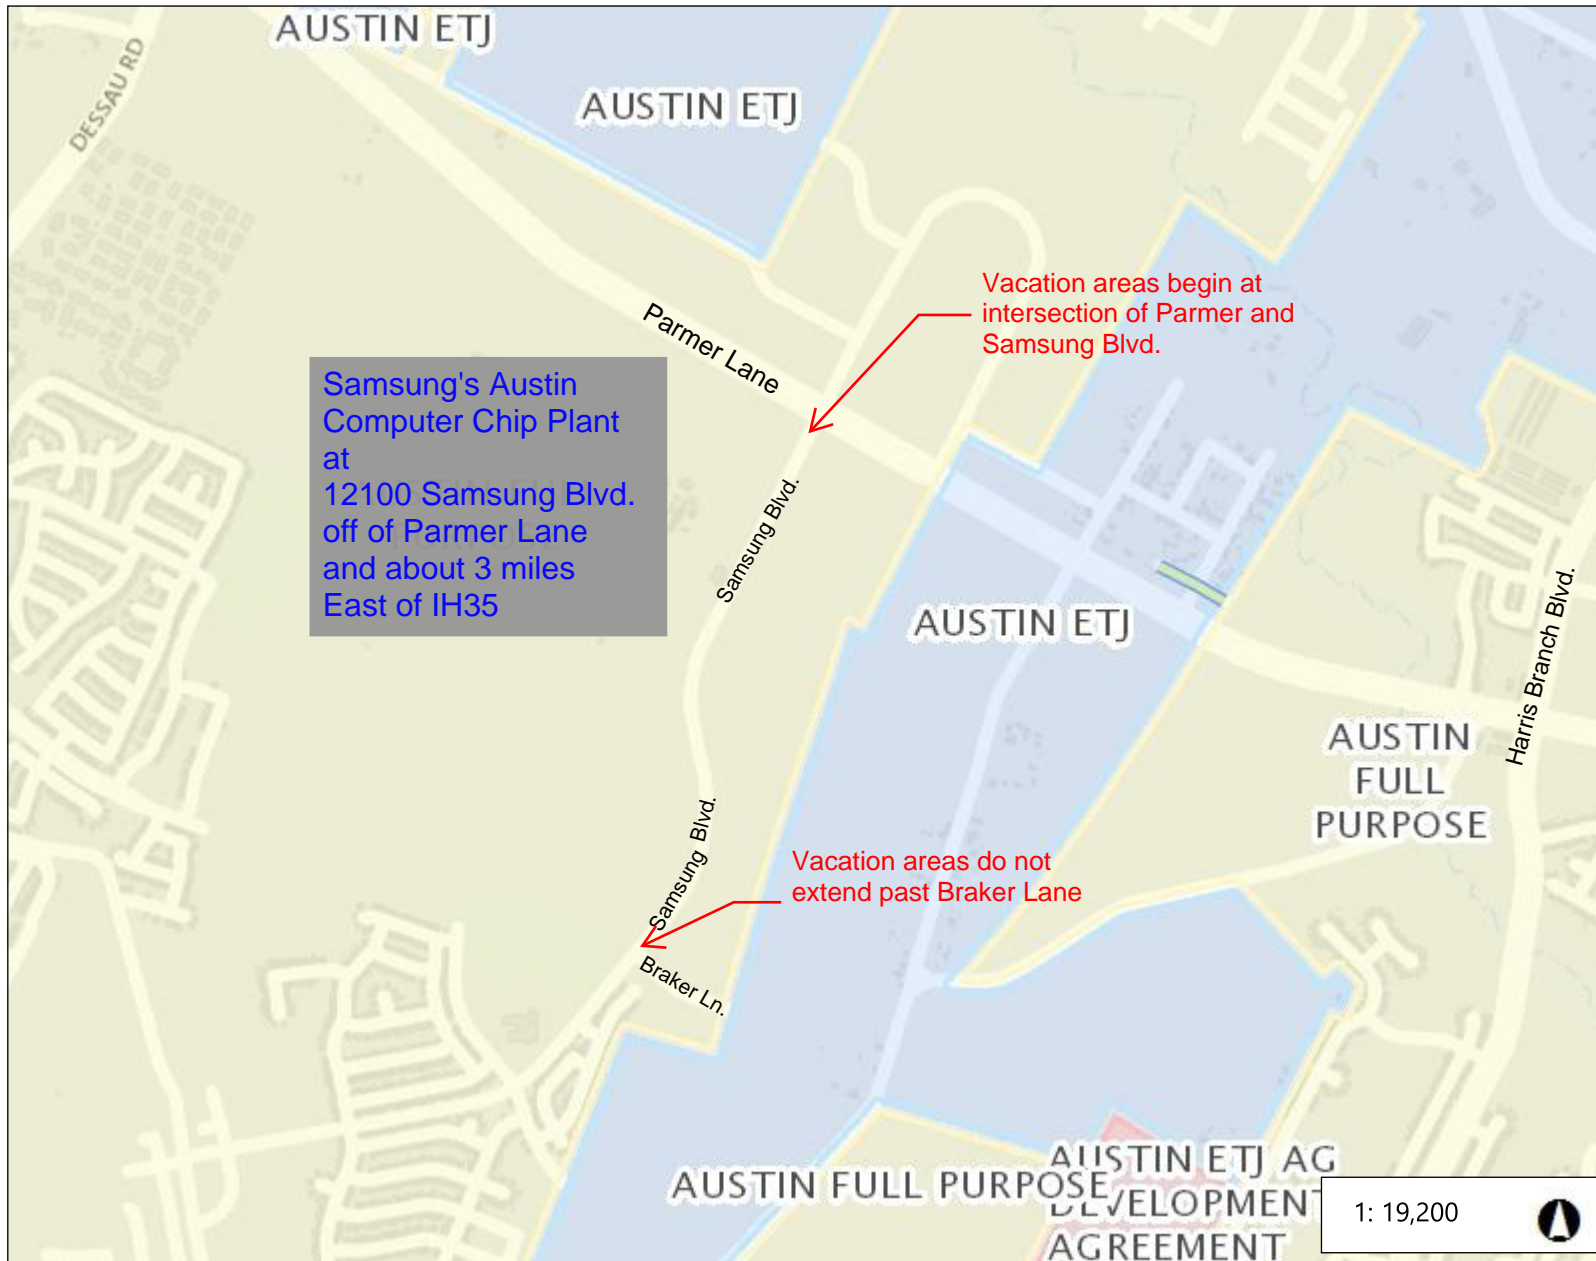 AUSTIN ETJ
DESSAU RD
AUSTIN ETJ
Vacation areas begin at
intersection of Parmer and
Samsung Blvd.
Parmer Lane
Samsung's Austin
Computer Chip Plant
at
12100 Samsung Blvd.
off of Parmer Lane
and about 3 miles
East of IH35
Samsung Blvd.
AUSTIN ETJ
Harris Branch Blvd.
AUSTIN
FULL
PURPOSE
Samsung Blvd.
Vacation areas do not
extend past Braker Lane
Braker Ln.
AUSTIN FULL PURPOSE
AUSTIN ETJ AG
DEVELOPMENT
AGREEMENT
1: 19,200